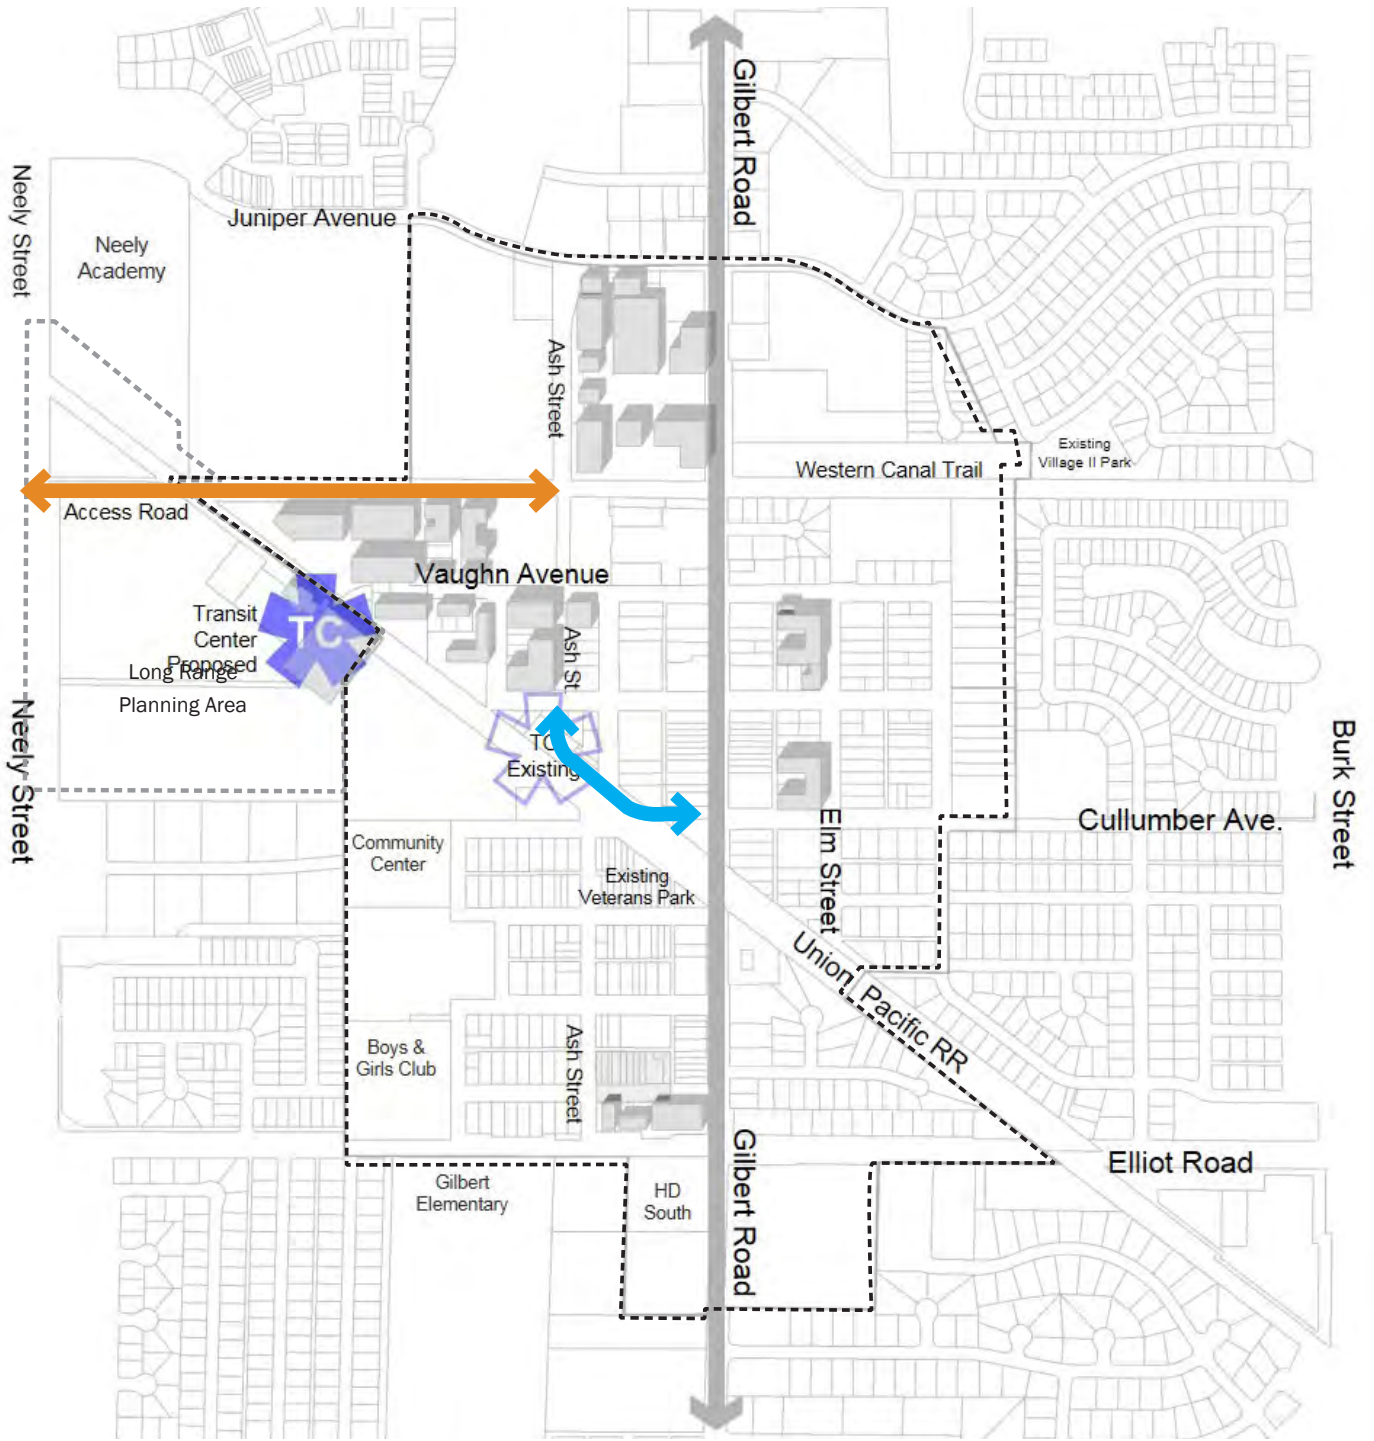 Gilbert Road
Neely Street
Juniper Avenue
Neely
Academy
Ash Street
Existing
Village II Park
Western Canal Trail
Access Road
Vaughn Avenue
Transit
Center
Proposed
TC
Long Range
Planning Area
Ash St
Neely Street
TC
Existing
Burk Street
Cullumber Ave.
Elm Street
Community
Center
Existing
Veterans Park
Union Pacific RR
Ash Street
Boys &
Girls Club
Gilbert Road
Elliot Road
Gilbert
Elementary
HD
South